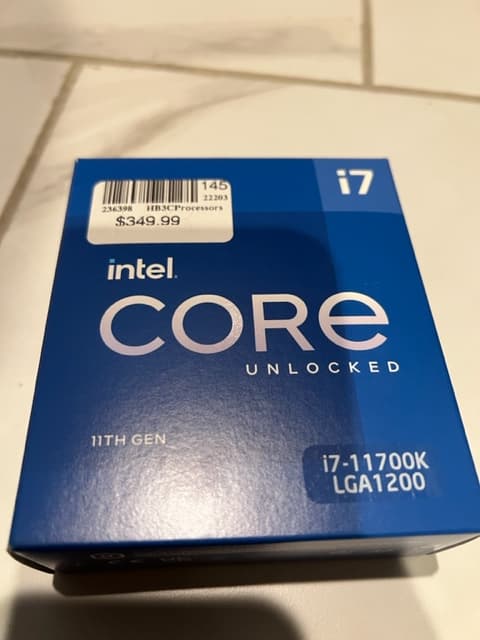 i7
145
22203
236398 HB3CProcessors
$349.99
intel.
CORE
UNLOCKED
11TH GEN
i7-11700K
LGA1200